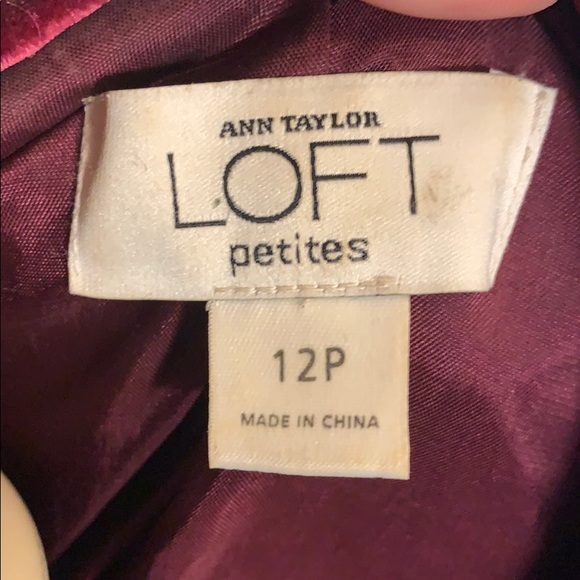 ANN TAYLOR
LOFT
petites
12P
MADE IN CHINA